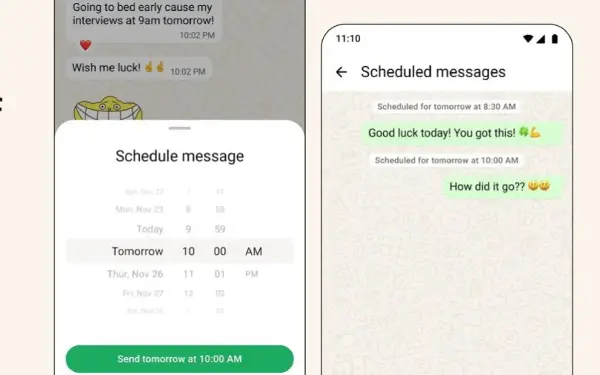 Going to bed early cause my
interviews at 9am tomorrow!
10:02 PM
Wish me luck! 🤞🤞 10:02 PM
Schedule message
Mon, Nov 23 8 58
Today 9 59
Tomorrow 10 00 AM
Thur, Nov 26 11 01 PM
Fri, Nov 27 12 02
Send tomorrow at 10:00 AM
11:10
Scheduled messages
Scheduled for tomorrow at 8:30 AM
Good luck today! You got this! 🍀💪
Scheduled for tomorrow at 10:00 AM
How did it go?? 😀😀